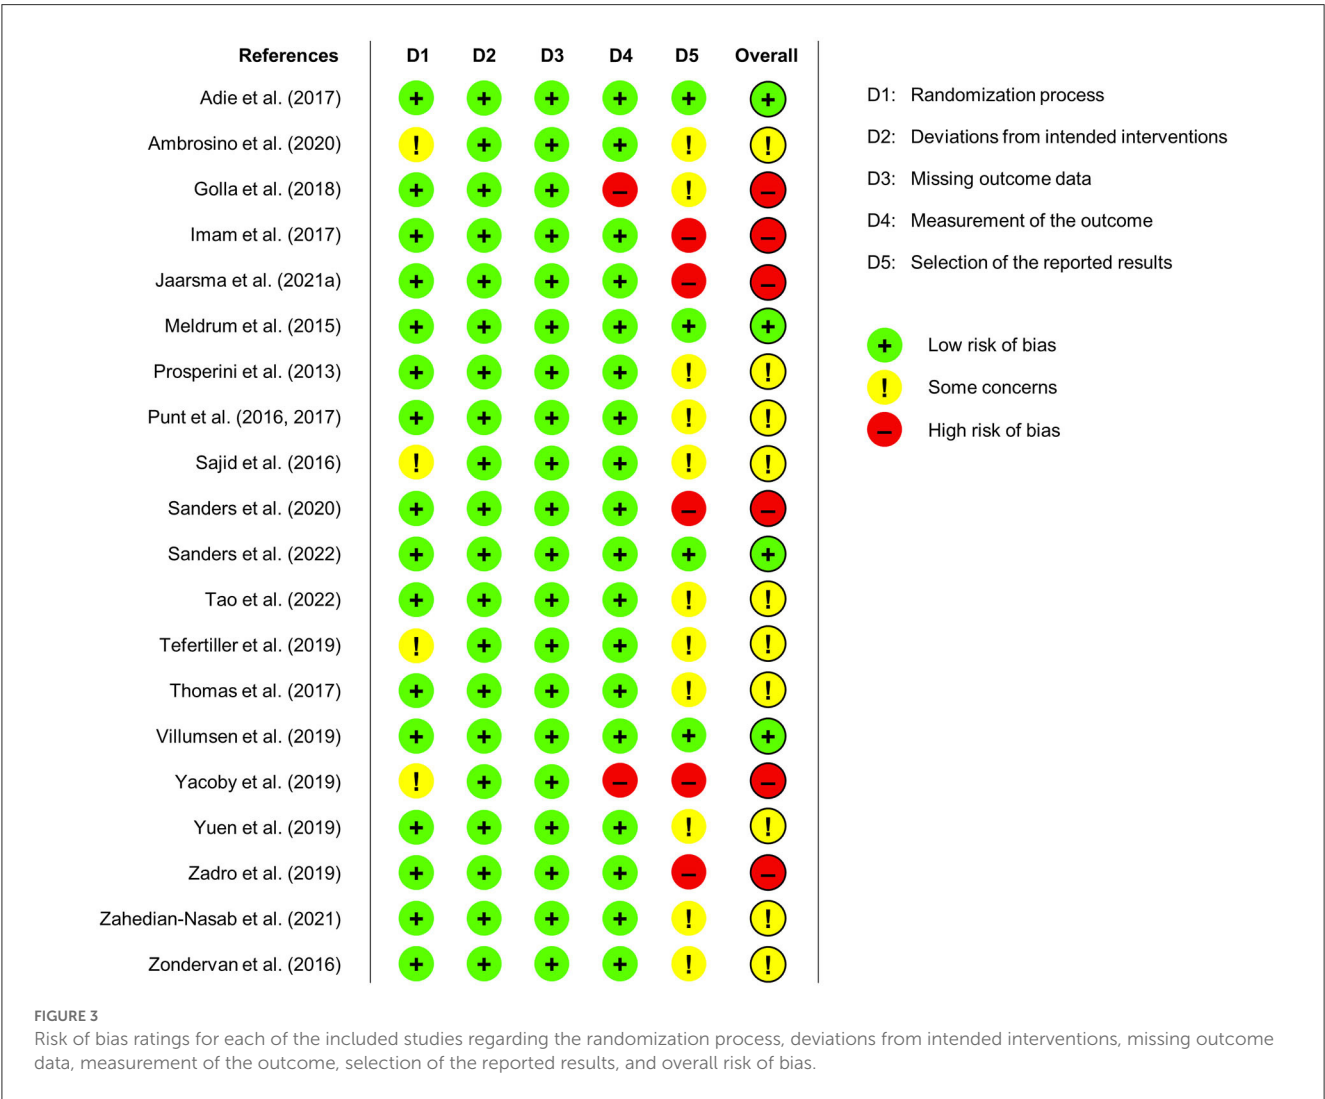 References D1 D2 D3 D4 D5 Overall
Adie et al. (2017) + + + + + +
Ambrosino et al. (2020) ! + + + ! !
Golla et al. (2018) + + + – ! –
Imam et al. (2017) + + + + – –
Jaarsma et al. (2021a) + + + + – –
Meldrum et al. (2015) + + + + + +
Prosperini et al. (2013) + + + + ! !
Punt et al. (2016, 2017) + + + + ! !
Sajid et al. (2016) ! + + + ! !
Sanders et al. (2020) + + + + – –
Sanders et al. (2022) + + + + + +
Tao et al. (2022) + + + + ! !
Tefertiller et al. (2019) ! + + + ! !
Thomas et al. (2017) + + + + ! !
Villumsen et al. (2019) + + + + + +
Yacoby et al. (2019) ! + + – – –
Yuen et al. (2019) + + + + ! !
Zadro et al. (2019) + + + + – –
Zahedian-Nasab et al. (2021) + + + + ! !
Zondervan et al. (2016) + + + + ! !
D1: Randomization process
D2: Deviations from intended interventions
D3: Missing outcome data
D4: Measurement of the outcome
D5: Selection of the reported results
+ Low risk of bias
! Some concerns
– High risk of bias
FIGURE 3
Risk of bias ratings for each of the included studies regarding the randomization process, deviations from intended interventions, missing outcome
data, measurement of the outcome, selection of the reported results, and overall risk of bias.